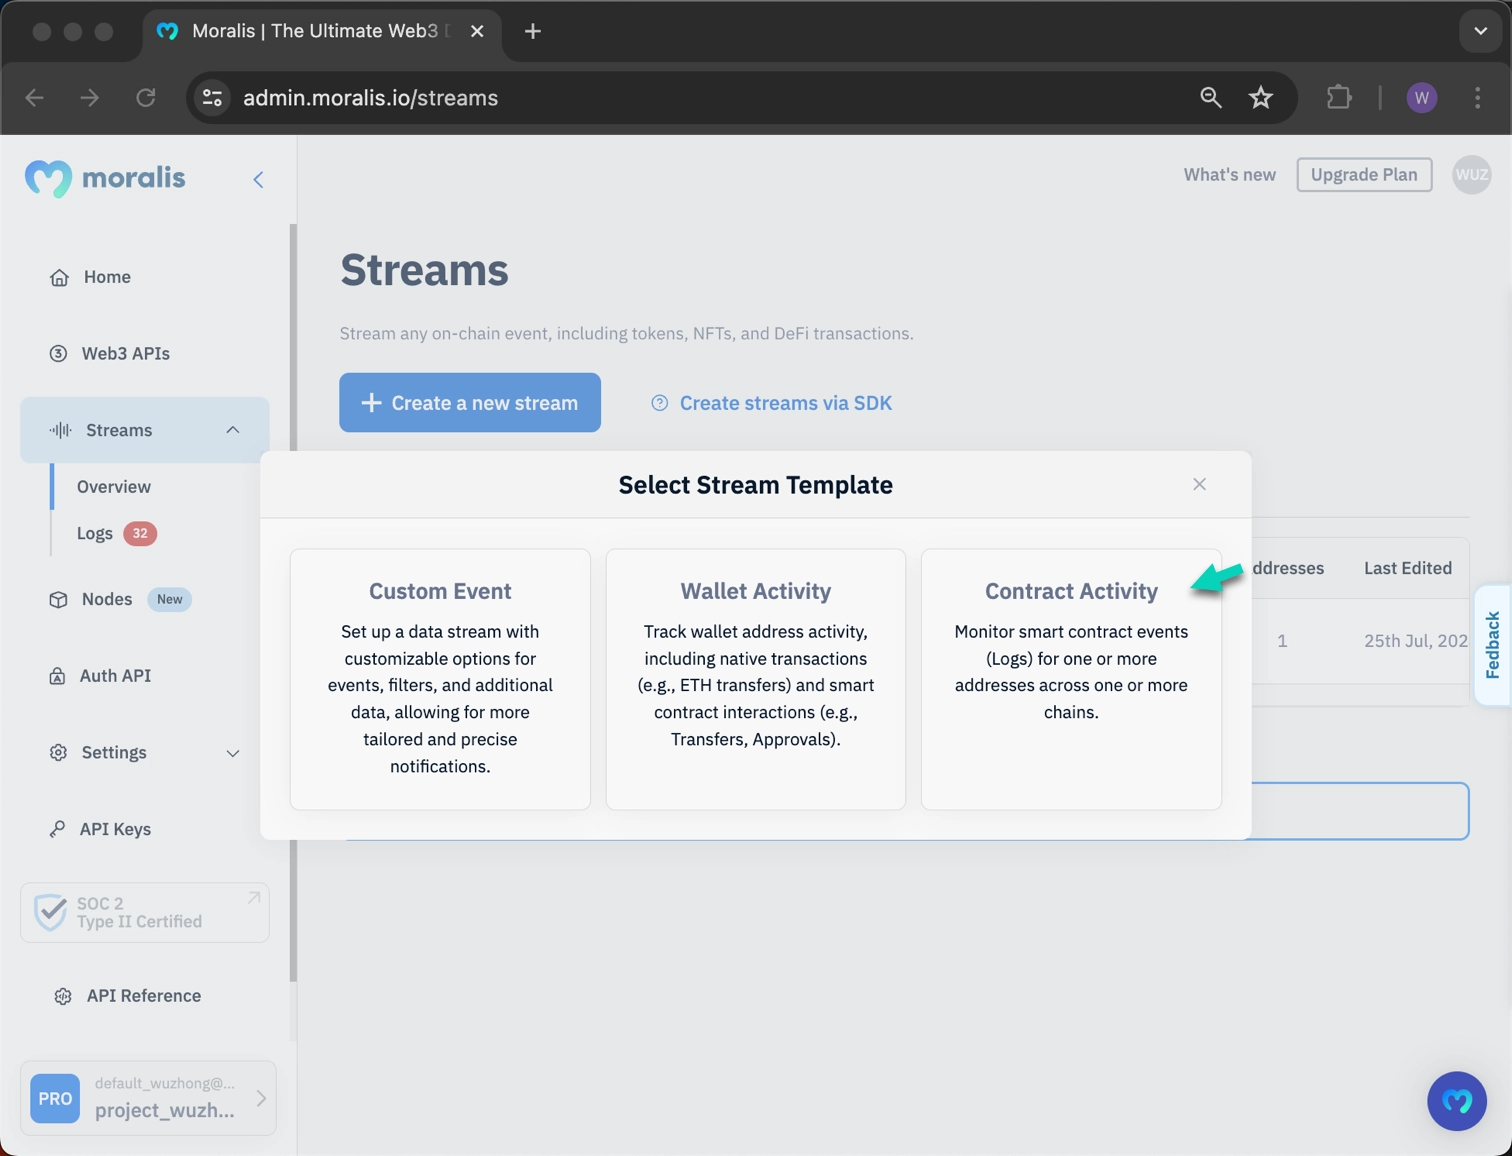 Moralis | The Ultimate Web3
admin.moralis.io/streams
W
moralis
What's new
Upgrade Plan
WUZ
Home
Web3 APIs
Streams
Overview
Logs 32
Nodes New
Auth API
Settings
API Keys
SOC 2
Type II Certified
API Reference
PRO
default_wuzhong@...
project_wuzh...
Streams
Stream any on-chain event, including tokens, NFTs, and DeFi transactions.
+ Create a new stream
Create streams via SDK
Select Stream Template
Custom Event
Set up a data stream with
customizable options for
events, filters, and additional
data, allowing for more
tailored and precise
notifications.
Wallet Activity
Track wallet address activity,
including native transactions
(e.g., ETH transfers) and smart
contract interactions (e.g.,
Transfers, Approvals).
Contract Activity
Monitor smart contract events
(Logs) for one or more
addresses across one or more
chains.
ddresses
Last Edited
1
25th Jul, 202
Fedback